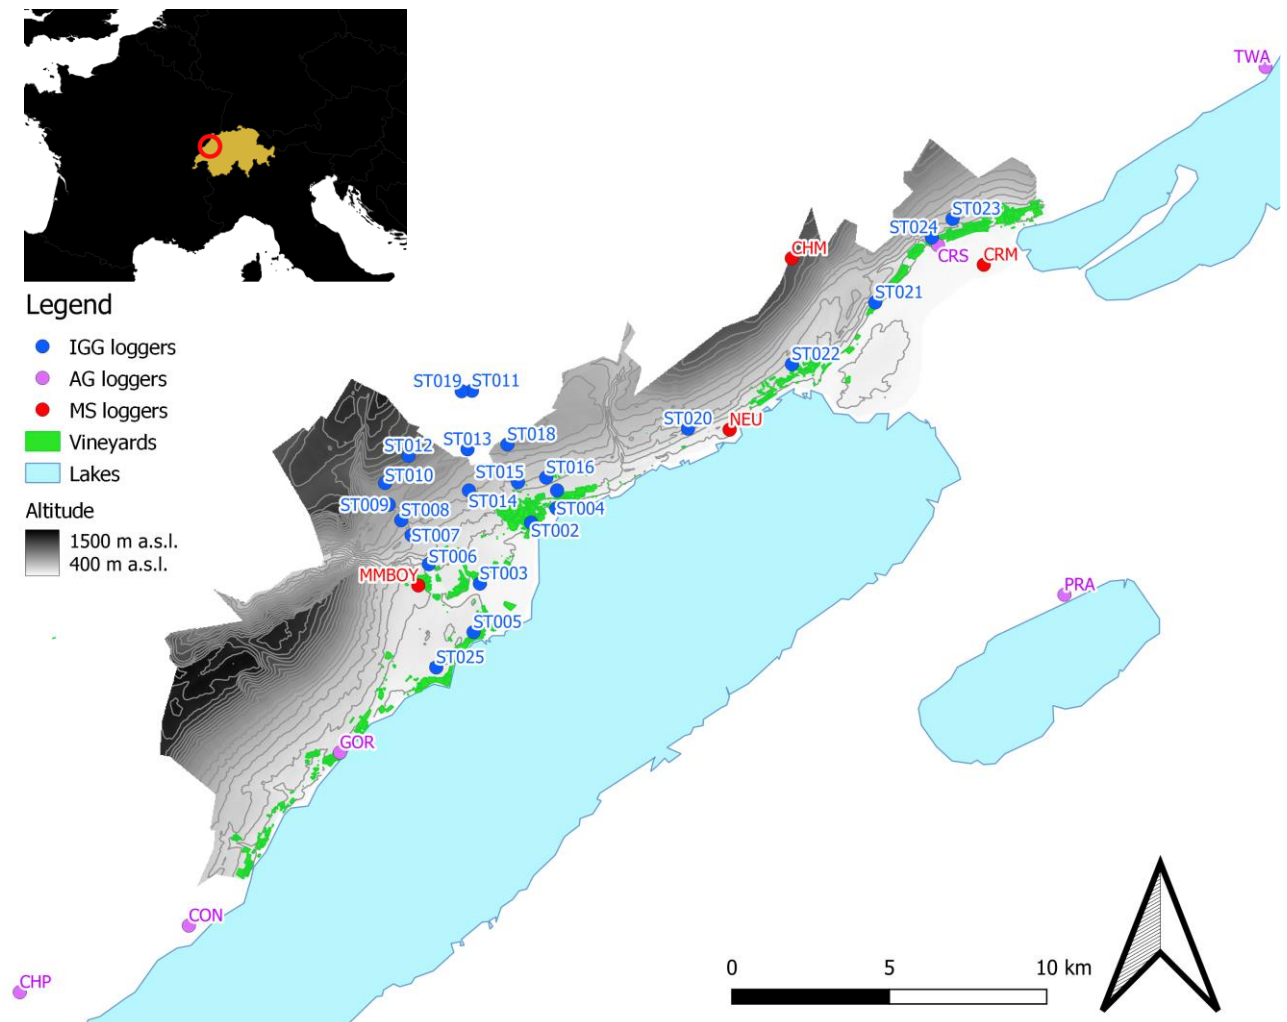 TWA
ST023
ST024
CHM
CRS
CRM
ST021
Legend
IGG loggers
ST022
AG loggers
ST019
ST011
MS loggers
ST020
NEU
Vineyards
ST012
ST013
ST018
Lakes
ST010
ST015
ST016
ST009
ST014
Altitude
ST008
ST004
1500 m a.s.l.
ST007
ST002
400 m a.s.l.
ST006
MMBOY
ST003
PRA
ST005
ST025
GOR
CON
0
5
10 km
CHP